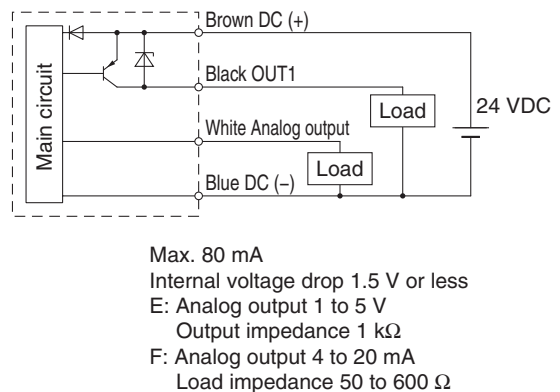 Brown DC (+)
Black OUT1
Main circuit
Load
24 VDC
White Analog output
Load
Blue DC (−)
Max. 80 mA
Internal voltage drop 1.5 V or less
E: Analog output 1 to 5 V
Output impedance 1 kΩ
F: Analog output 4 to 20 mA
Load impedance 50 to 600 Ω